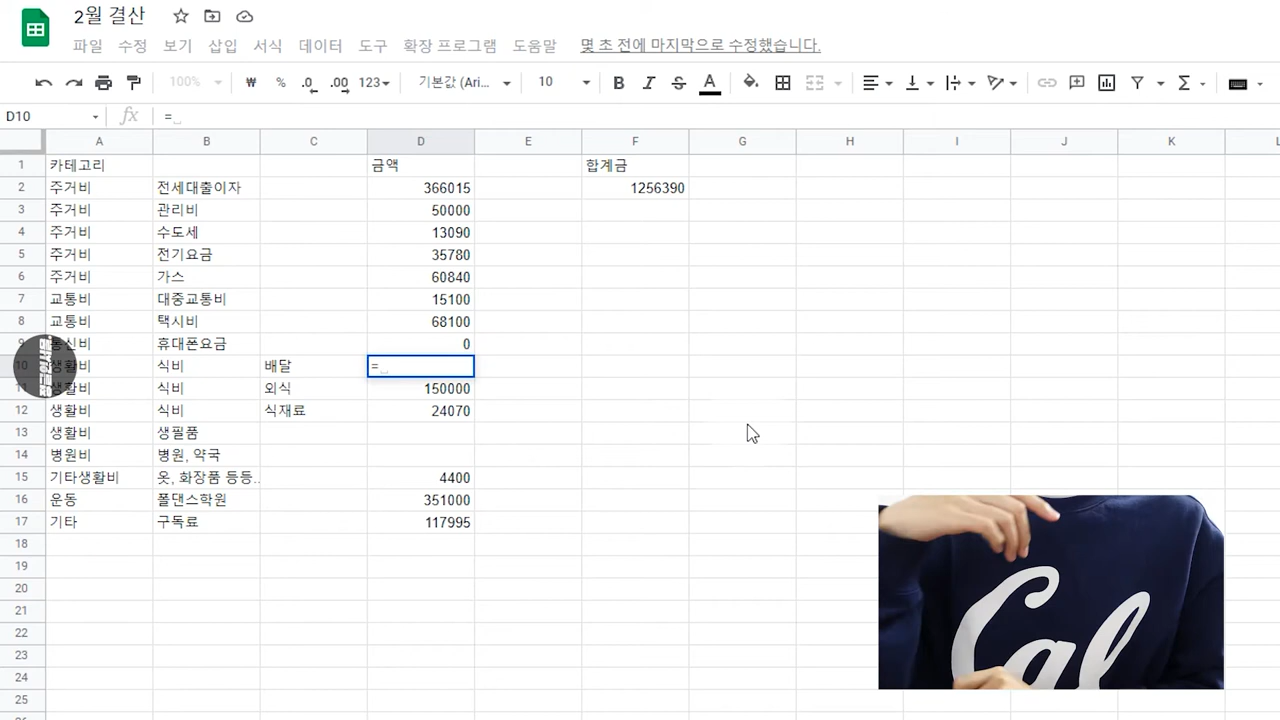 2월 결산
파일 수정 보기 삽입 서식 데이터 도구 확장 프로그램 도움말 몇 초 전에 마지막으로 수정했습니다.
100% ₩ % .0 .00 123 기본값 (Ari... 10 B I S A Σ
D10 fx =
A B C D E F G H I J K L
1 카테고리 금액 합계금
2 주거비 전세대출이자 366015 1256390
3 주거비 관리비 50000
4 주거비 수도세 13090
5 주거비 전기요금 35780
6 주거비 가스 60840
7 교통비 대중교통비 15100
8 교통비 택시비 68100
9 통신비 휴대폰요금 0
10 생활비 식비 배달 =
11 생활비 식비 외식 150000
12 생활비 식비 식재료 24070
13 생활비 생필품
14 병원비 병원, 약국
15 기타생활비 옷, 화장품 등등.. 4400
16 운동 폴댄스학원 351000
17 기타 구독료 117995
18
19
20
21
22
23
24
25
Cal